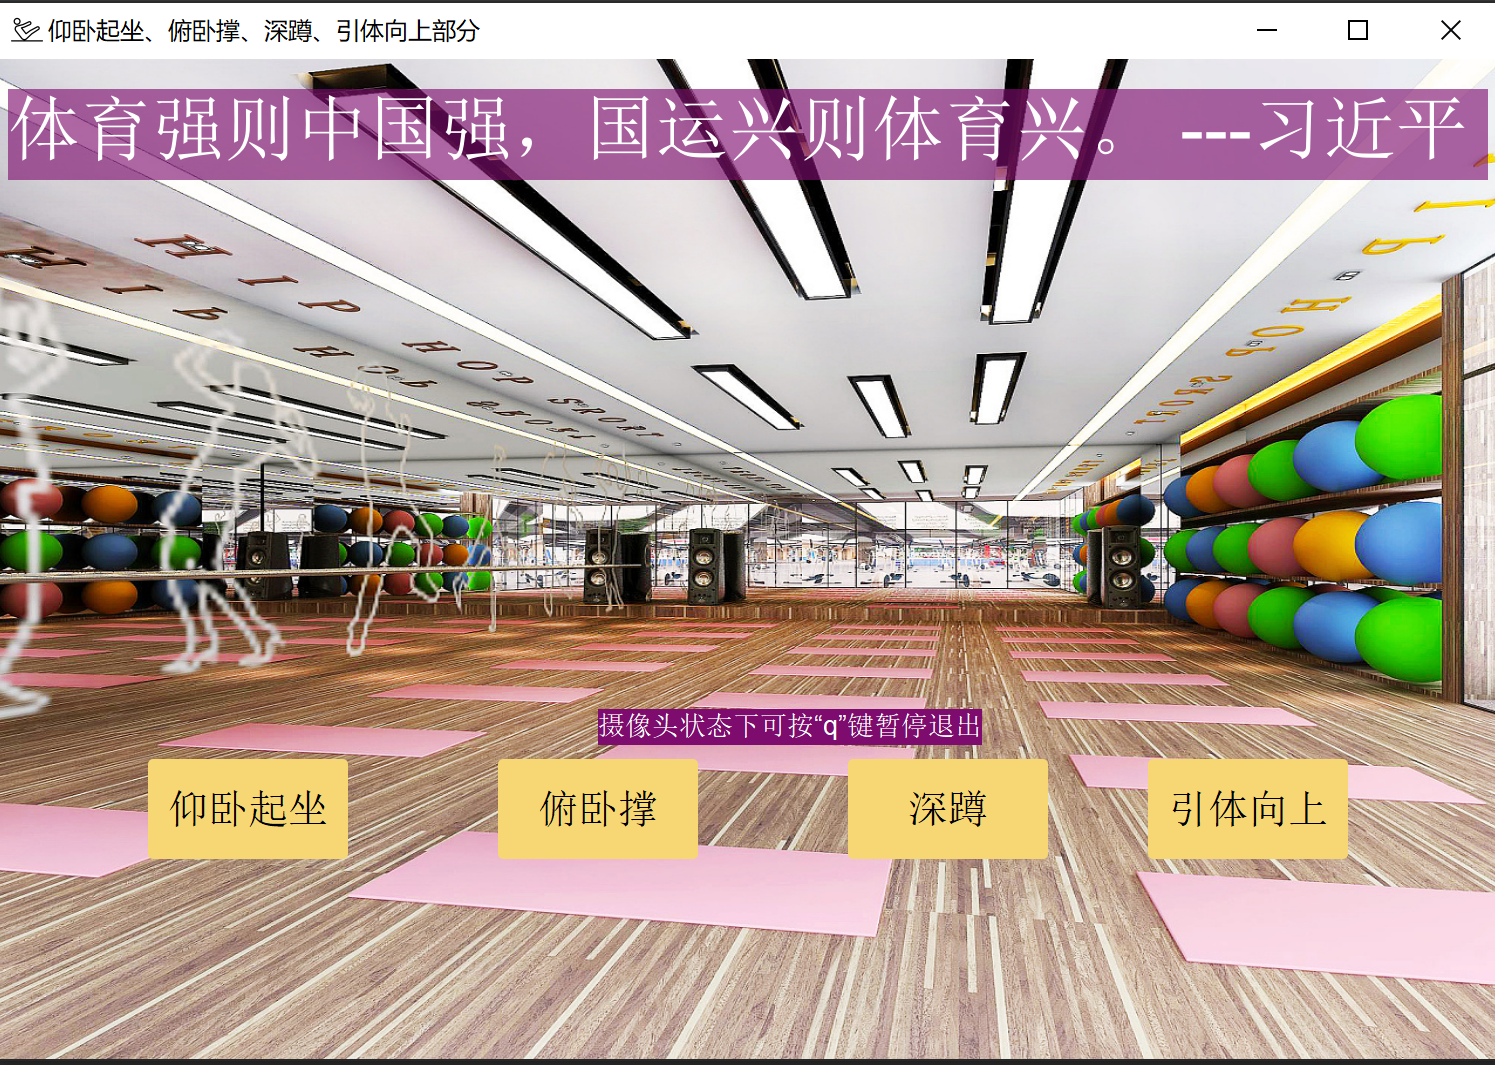 仰卧起坐、俯卧撑、深蹲、引体向上部分
体育强则中国强，国运兴则体育兴。 ---习近平
HIP HOP SPORT
摄像头状态下可按“q”键暂停退出
仰卧起坐
俯卧撑
深蹲
引体向上